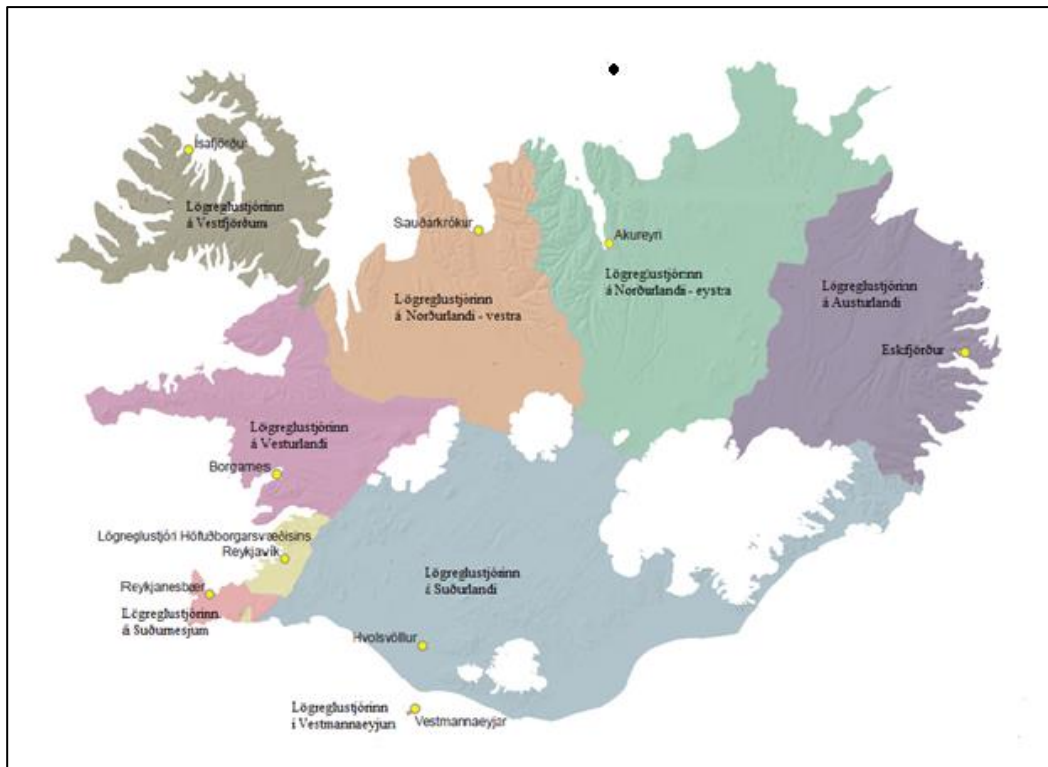 Ísafjörður
Lögreglustjórinn
á Vestfjörðum
Sauðarkrókur
Akureyri
Lögreglustjórinn
á Norðurlandi - vestra
Lögreglustjórinn
á Norðurlandi - eystra
Lögreglustjórinn
á Austurlandi
Eskifjörður
Lögreglustjórinn
á Vesturlandi
Borgarnes
Lögreglustjóri Höfuðborgarsvæðisins
Reykjavík
Reykjanesbær
Lögreglustjórinn
á Suðurnesjum
Lögreglustjórinn
á Suðurlandi
Hvolsvöllur
Lögreglustjórinn
í Vestmannaeyjum
Vestmannaeyjar